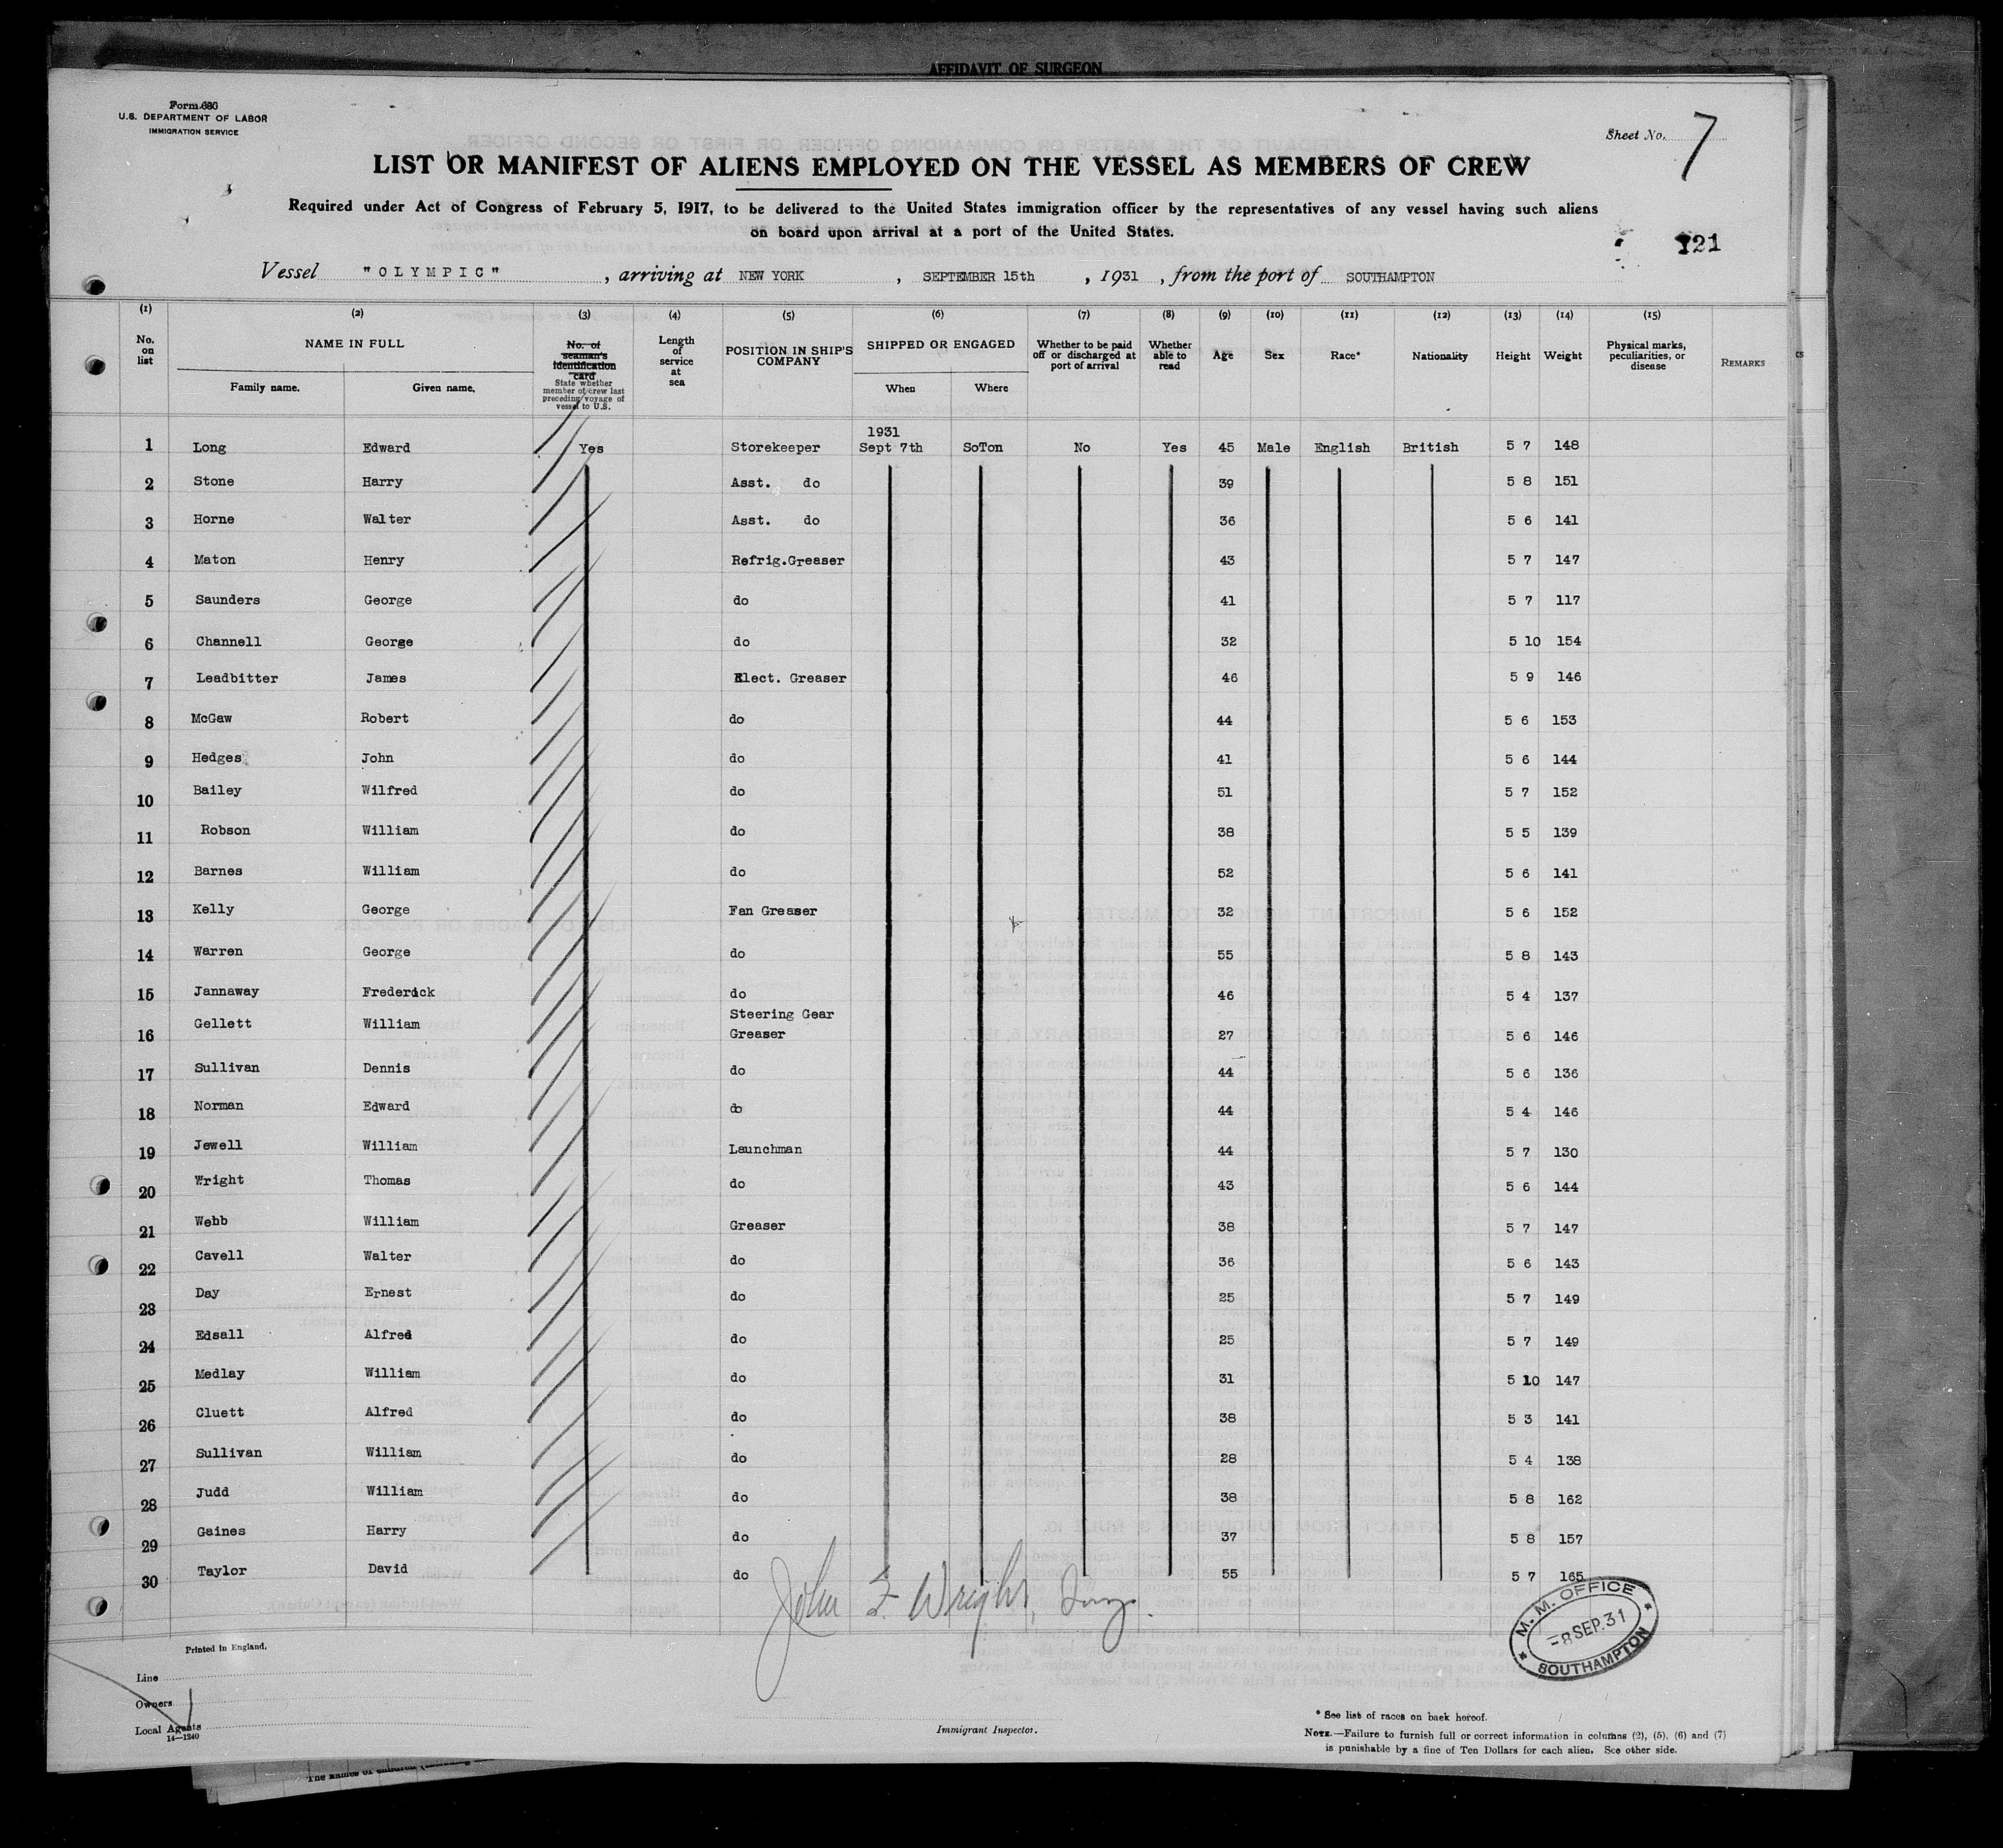 AFFIDAVIT OF SURGEON
Form 686
U.S. DEPARTMENT OF LABOR
IMMIGRATION SERVICE
Sheet No. 7
LIST OR MANIFEST OF ALIENS EMPLOYED ON THE VESSEL AS MEMBERS OF CREW
Required under Act of Congress of February 5, 1917, to be delivered to the United States immigration officer by the representatives of any vessel having such aliens
on board upon arrival at a port of the United States.
121
Vessel "OLYMPIC", arriving at NEW YORK, SEPTEMBER 15th, 1931, from the port of SOUTHAMPTON
(1) (2) (3) (4) (5) (6) (7) (8) (9) (10) (11) (12) (13) (14) (15)
No. on list NAME IN FULL Family name. Given name. No. of seaman's identification card State whether member of crew last preceding voyage of vessel to U.S. Length of service at sea POSITION IN SHIP'S COMPANY SHIPPED OR ENGAGED When Where Whether to be paid off or discharged at port of arrival Whether able to read Age Sex Race* Nationality Height Weight Physical marks, peculiarities, or disease REMARKS
1931
1 Long Edward Yes Storekeeper Sept 7th SoTon No Yes 45 Male English British 5 7 148
2 Stone Harry Asst. do 39 5 8 151
3 Horne Walter Asst. do 36 5 6 141
4 Maton Henry Refrig.Greaser 43 5 7 147
5 Saunders George do 41 5 7 117
6 Channell George do 32 5 10 154
7 Leadbitter James Elect. Greaser 46 5 9 146
8 McGaw Robert do 44 5 6 153
9 Hedges John do 41 5 6 144
10 Bailey Wilfred do 51 5 7 152
11 Robson William do 38 5 5 139
12 Barnes William do 52 5 6 141
13 Kelly George Fan Greaser 32 5 6 152
14 Warren George do 55 5 8 143
15 Jannaway Frederick do 46 5 4 137
16 Gellett William Steering Gear Greaser 27 5 6 146
17 Sullivan Dennis do 44 5 6 136
18 Norman Edward do 44 5 4 146
19 Jewell William Launchman 44 5 7 130
20 Wright Thomas do 43 5 6 144
21 Webb William Greaser 38 5 7 147
22 Cavell Walter do 36 5 6 143
23 Day Ernest do 25 5 7 149
24 Edsall Alfred do 25 5 7 149
25 Medlay William do 31 5 10 147
26 Cluett Alfred do 38 5 3 141
27 Sullivan William do 28 5 4 138
28 Judd William do 38 5 8 162
29 Gaines Harry do 37 5 8 157
30 Taylor David do 55 5 7 165
John F. Wright, Insp.
M. M. OFFICE
-8 SEP. 31
SOUTHAMPTON
Printed in England.
Line
Owners
Local Agents
14—1240
Immigrant Inspector.
* See list of races on back hereof.
NOTE.—Failure to furnish full or correct information in columns (2), (5), (6) and (7)
is punishable by a fine of Ten Dollars for each alien. See other side.